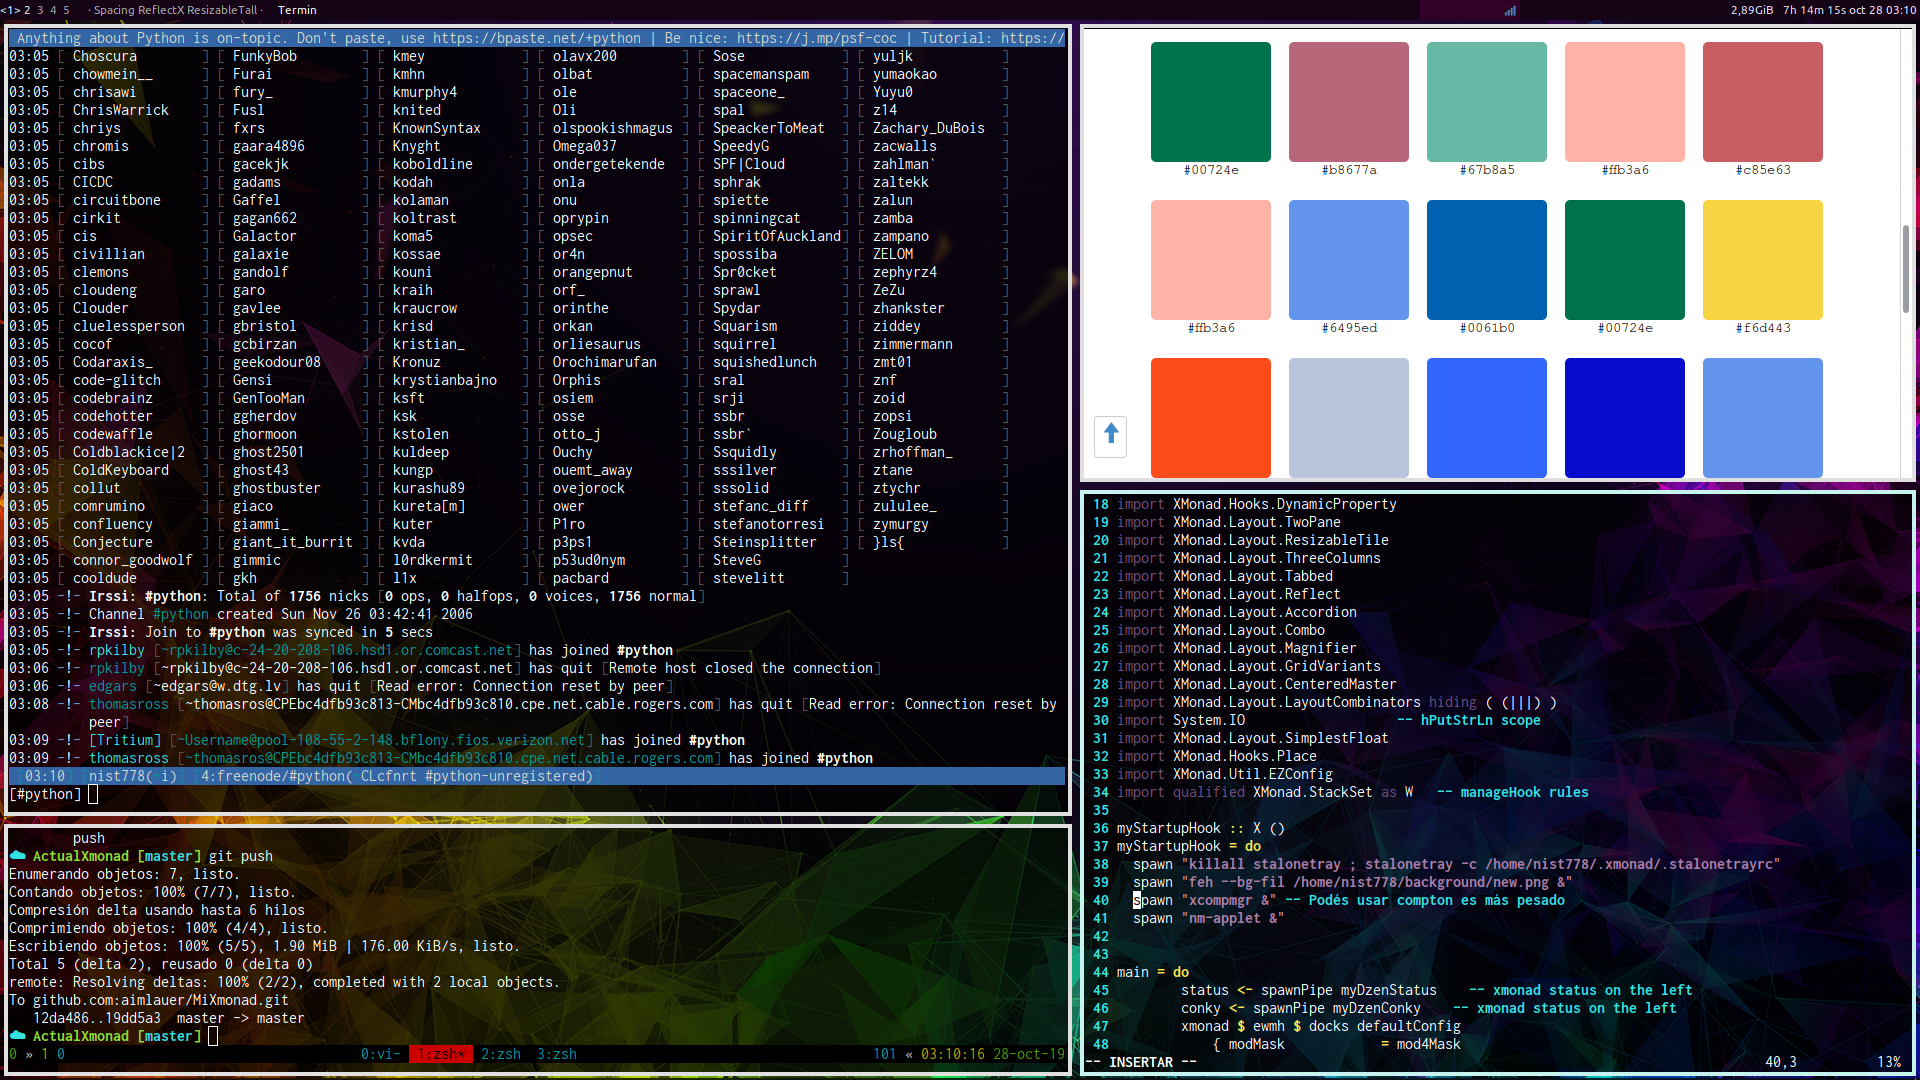 <1> 2 3 4 5 · Spacing ReflectX ResizableTall · Termin
2,89GiB 7h 14m 15s oct 28 03:10
Anything about Python is on-topic. Don't paste, use https://bpaste.net/+python | Be nice: https://j.mp/psf-coc | Tutorial: https://
03:05 [ Choscura ] [ FunkyBob ] [ kmey ] [ olavx200 ] [ Sose ] [ yuljk ]
03:05 [ chowmein__ ] [ Furai ] [ kmhn ] [ olbat ] [ spacemanspam ] [ yumaokao ]
03:05 [ chrisawi ] [ fury_ ] [ kmurphy4 ] [ ole ] [ spaceone_ ] [ Yuyu0 ]
03:05 [ ChrisWarrick ] [ Fusl ] [ knited ] [ Oli ] [ spal ] [ z14 ]
03:05 [ chriys ] [ fxrs ] [ KnownSyntax ] [ olspookishmagus ] [ SpeackerToMeat ] [ Zachary_DuBois ]
03:05 [ chromis ] [ gaara4896 ] [ Knyght ] [ Omega037 ] [ SpeedyG ] [ zacwalls ]
03:05 [ cibs ] [ gacekjk ] [ koboldline ] [ ondergetekende ] [ SPF|Cloud ] [ zahlman` ]
03:05 [ CICDC ] [ gadams ] [ kodah ] [ onla ] [ sphrak ] [ zaltekk ]
03:05 [ circuitbone ] [ Gaffel ] [ kolaman ] [ onu ] [ spiette ] [ zalun ]
03:05 [ cirkit ] [ gagan662 ] [ koltrast ] [ oprypin ] [ spinningcat ] [ zamba ]
03:05 [ cis ] [ Galactor ] [ koma5 ] [ opsec ] [ SpiritOfAuckland] [ zampano ]
03:05 [ civillian ] [ galaxie ] [ kossae ] [ or4n ] [ spossiba ] [ ZELOM ]
03:05 [ clemons ] [ gandolf ] [ kouni ] [ orangepnut ] [ Spr0cket ] [ zephyrz4 ]
03:05 [ cloudeng ] [ garo ] [ kraih ] [ orf_ ] [ sprawl ] [ ZeZu ]
03:05 [ Clouder ] [ gavlee ] [ kraucrow ] [ orinthe ] [ Spydar ] [ zhankster ]
03:05 [ cluelessperson ] [ gbristol ] [ krisd ] [ orkan ] [ Squarism ] [ ziddey ]
03:05 [ cocof ] [ gcbirzan ] [ kristian_ ] [ orliesaurus ] [ squirrel ] [ zimmermann ]
03:05 [ Codaraxis_ ] [ geekodour08 ] [ Kronuz ] [ Orochimarufan ] [ squishedlunch ] [ zmt01 ]
03:05 [ code-glitch ] [ Gensi ] [ krystianbajno ] [ Orphis ] [ sral ] [ znf ]
03:05 [ codebrainz ] [ GenTooMan ] [ ksft ] [ osiem ] [ srji ] [ zoid ]
03:05 [ codehotter ] [ ggherdov ] [ ksk ] [ osse ] [ ssbr ] [ zopsi ]
03:05 [ codewaffle ] [ ghormoon ] [ kstolen ] [ otto_j ] [ ssbr` ] [ Zougloub ]
03:05 [ Coldblackice|2 ] [ ghost2501 ] [ kuldeep ] [ Ouchy ] [ Ssquidly ] [ zrhoffman_ ]
03:05 [ ColdKeyboard ] [ ghost43 ] [ kungp ] [ ouemt_away ] [ sssilver ] [ ztane ]
03:05 [ collut ] [ ghostbuster ] [ kurashu89 ] [ ovejorock ] [ sssolid ] [ ztychr ]
03:05 [ comrumino ] [ giaco ] [ kureta[m] ] [ ower ] [ stefanc_diff ] [ zululee_ ]
03:05 [ confluency ] [ giammi_ ] [ kuter ] [ P1ro ] [ stefanotorresi ] [ zymurgy ]
03:05 [ Conjecture ] [ giant_it_burrit ] [ kvda ] [ p3ps1 ] [ Steinsplitter ] [ }ls{ ]
03:05 [ connor_goodwolf ] [ gimmic ] [ l0rdkermit ] [ p53ud0nym ] [ SteveG ]
03:05 [ cooldude ] [ gkh ] [ l1x ] [ pacbard ] [ stevelitt ]
03:05 -!- Irssi: #python: Total of 1756 nicks [0 ops, 0 halfops, 0 voices, 1756 normal]
03:05 -!- Channel #python created Sun Nov 26 03:42:41 2006
03:05 -!- Irssi: Join to #python was synced in 5 secs
03:05 -!- rpkilby [~rpkilby@c-24-20-208-106.hsd1.or.comcast.net] has joined #python
03:06 -!- rpkilby [~rpkilby@c-24-20-208-106.hsd1.or.comcast.net] has quit [Remote host closed the connection]
03:06 -!- edgars [~edgars@w.dtg.lv] has quit [Read error: Connection reset by peer]
03:08 -!- thomasross [~thomasros@CPEbc4dfb93c813-CMbc4dfb93c810.cpe.net.cable.rogers.com] has quit [Read error: Connection reset by
peer]
03:09 -!- [Tritium] [~Username@pool-108-55-2-148.bflony.fios.verizon.net] has joined #python
03:09 -!- thomasross [~thomasros@CPEbc4dfb93c813-CMbc4dfb93c810.cpe.net.cable.rogers.com] has joined #python
[03:10] [nist778(+i)] [4:freenode/#python(+CLcfnrt #python-unregistered)]
[#python]
push
ActualXmonad [master] git push
Enumerando objetos: 7, listo.
Contando objetos: 100% (7/7), listo.
Compresión delta usando hasta 6 hilos
Comprimiendo objetos: 100% (4/4), listo.
Escribiendo objetos: 100% (5/5), 1.90 MiB | 176.00 KiB/s, listo.
Total 5 (delta 2), reusado 0 (delta 0)
remote: Resolving deltas: 100% (2/2), completed with 2 local objects.
To github.com:aimlauer/MiXmonad.git
12da486..19dd5a3 master -> master
ActualXmonad [master]
0 » 1 0 0:vi- 1:zsh* 2:zsh 3:zsh 101 « 03:10:16 28-oct-19
#00724e #b8677a #67b8a5 #ffb3a6 #c85e63
#ffb3a6 #6495ed #0061b0 #00724e #f6d443
18 import XMonad.Hooks.DynamicProperty
19 import XMonad.Layout.TwoPane
20 import XMonad.Layout.ResizableTile
21 import XMonad.Layout.ThreeColumns
22 import XMonad.Layout.Tabbed
23 import XMonad.Layout.Reflect
24 import XMonad.Layout.Accordion
25 import XMonad.Layout.Combo
26 import XMonad.Layout.Magnifier
27 import XMonad.Layout.GridVariants
28 import XMonad.Layout.CenteredMaster
29 import XMonad.Layout.LayoutCombinators hiding ( (|||) )
30 import System.IO -- hPutStrLn scope
31 import XMonad.Layout.SimplestFloat
32 import XMonad.Hooks.Place
33 import XMonad.Util.EZConfig
34 import qualified XMonad.StackSet as W -- manageHook rules
35
36 myStartupHook :: X ()
37 myStartupHook = do
38 spawn "killall stalonetray ; stalonetray -c /home/nist778/.xmonad/.stalonetrayrc"
39 spawn "feh --bg-fil /home/nist778/background/new.png &"
40 spawn "xcompmgr &" -- Podés usar compton es más pesado
41 spawn "nm-applet &"
42
43
44 main = do
45 status <- spawnPipe myDzenStatus -- xmonad status on the left
46 conky <- spawnPipe myDzenConky -- xmonad status on the left
47 xmonad $ ewmh $ docks defaultConfig
48 { modMask = mod4Mask
-- INSERTAR -- 40,3 13%